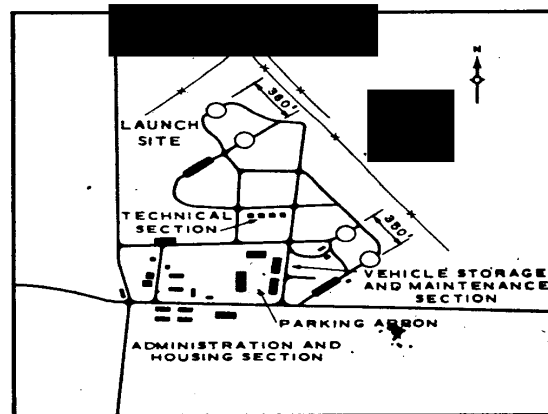 N
380'
LAUNCH
SITE
TECHNICAL
SECTION
380'
VEHICLE STORAGE
AND MAINTENANCE
SECTION
PARKING APRON
ADMINISTRATION AND
HOUSING SECTION